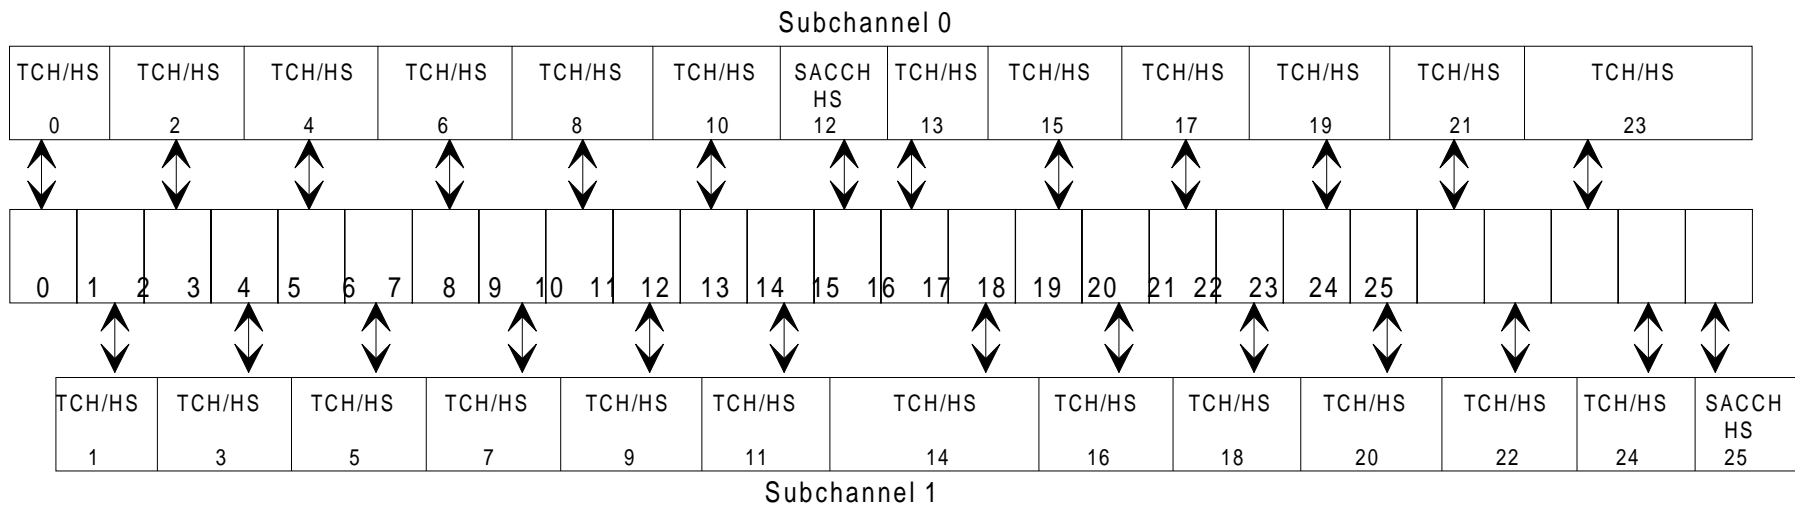 Subchannel 0
TCH/HS TCH/HS TCH/HS TCH/HS TCH/HS TCH/HS SACCH TCH/HS TCH/HS TCH/HS TCH/HS TCH/HS TCH/HS
HS
0 2 4 6 8 10 12 13 15 17 19 21 23
0 1 2 3 4 5 6 7 8 9 10 11 12 13 14 15 16 17 18 19 20 21 22 23 24 25
TCH/HS TCH/HS TCH/HS TCH/HS TCH/HS TCH/HS TCH/HS TCH/HS TCH/HS TCH/HS TCH/HS TCH/HS SACCH
HS
1 3 5 7 9 11 14 16 18 20 22 24 25
Subchannel 1